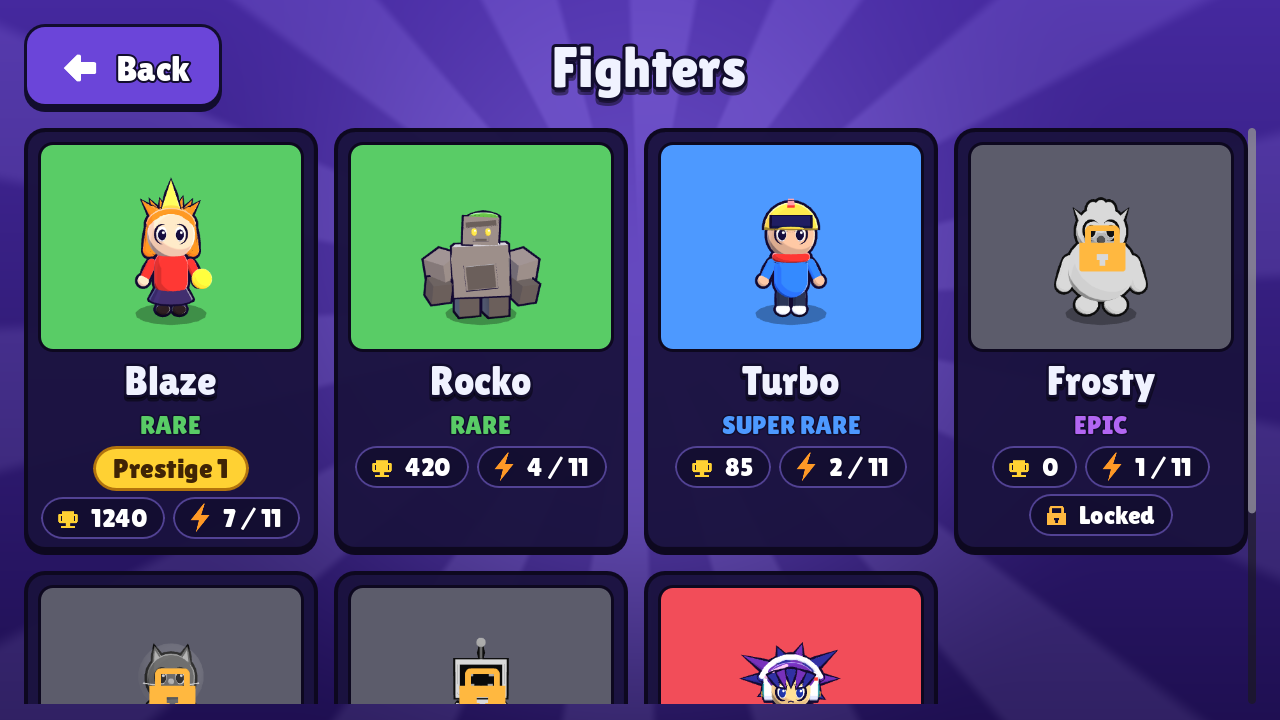 Back
Fighters
Blaze
RARE
Prestige 1
1240
7 / 11
Rocko
RARE
420
4 / 11
Turbo
SUPER RARE
85
2 / 11
Frosty
EPIC
0
1 / 11
Locked